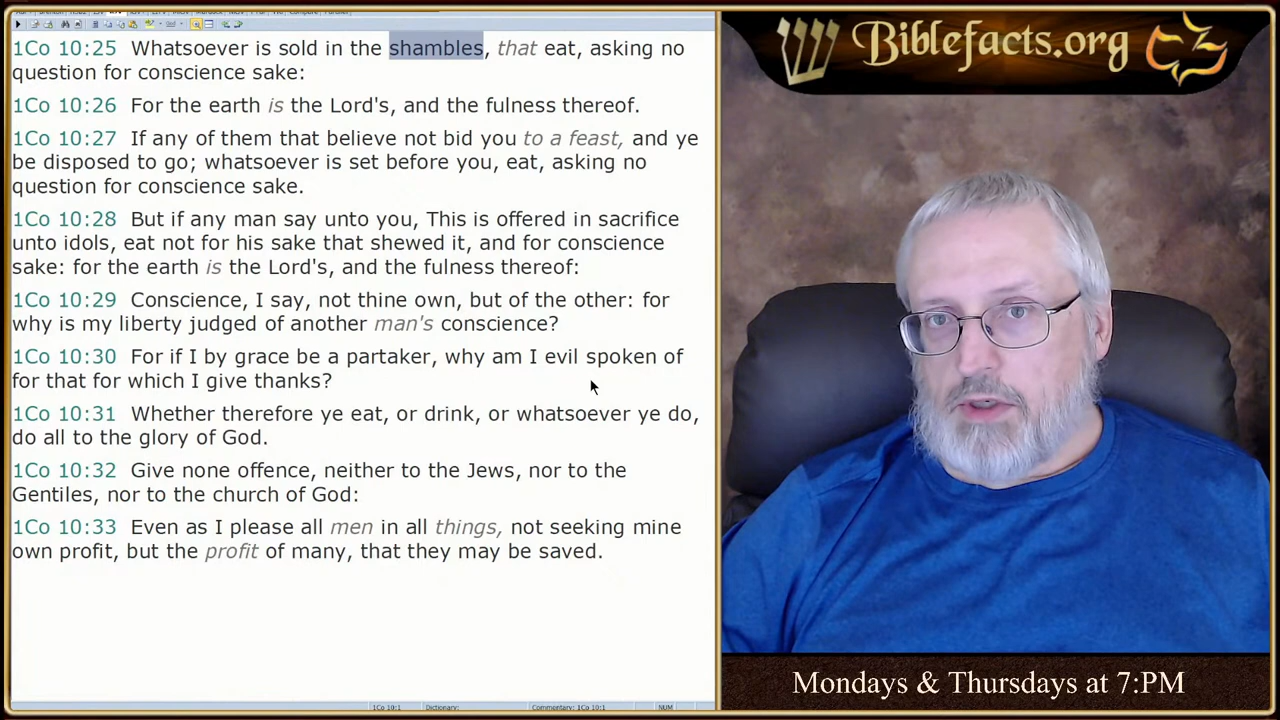 1Co 10:25 Whatsoever is sold in the shambles, that eat, asking no
question for conscience sake:
1Co 10:26 For the earth is the Lord's, and the fulness thereof.
1Co 10:27 If any of them that believe not bid you to a feast, and ye
be disposed to go; whatsoever is set before you, eat, asking no
question for conscience sake.
1Co 10:28 But if any man say unto you, This is offered in sacrifice
unto idols, eat not for his sake that shewed it, and for conscience
sake: for the earth is the Lord's, and the fulness thereof:
1Co 10:29 Conscience, I say, not thine own, but of the other: for
why is my liberty judged of another man's conscience?
1Co 10:30 For if I by grace be a partaker, why am I evil spoken of
for that for which I give thanks?
1Co 10:31 Whether therefore ye eat, or drink, or whatsoever ye do,
do all to the glory of God.
1Co 10:32 Give none offence, neither to the Jews, nor to the
Gentiles, nor to the church of God:
1Co 10:33 Even as I please all men in all things, not seeking mine
own profit, but the profit of many, that they may be saved.
1Co 10:1 Dictionary: Commentary: 1Co 10:1 NUM
ש Biblefacts.org
Mondays & Thursdays at 7:PM